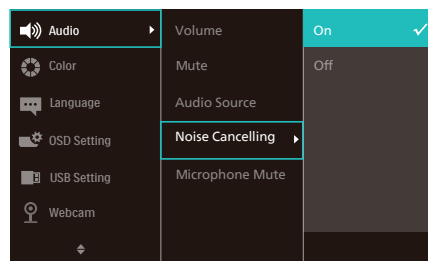 Audio
Color
Language
OSD Setting
USB Setting
Webcam
Volume
Mute
Audio Source
Noise Cancelling
Microphone Mute
On
Off